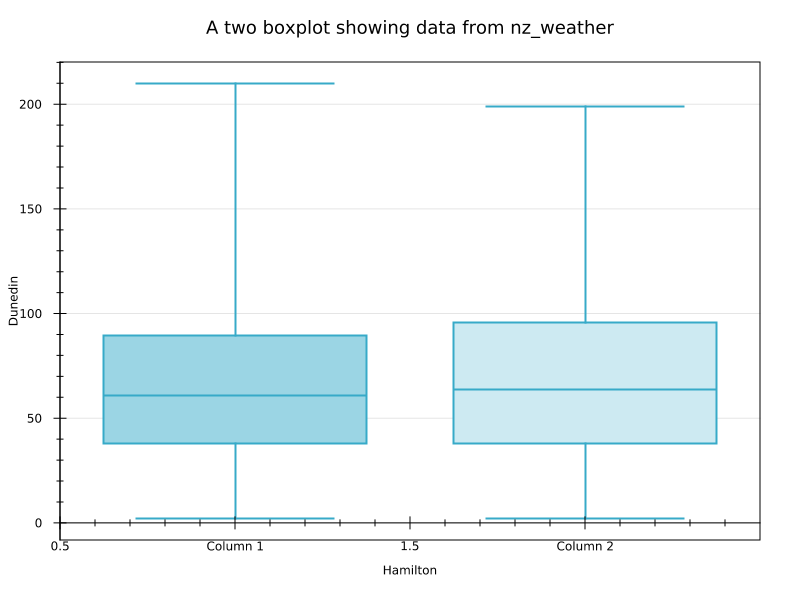 A two boxplot showing data from nz_weather
200
150
100
50
0
Dunedin
0.5 Column 1 1.5 Column 2
Hamilton